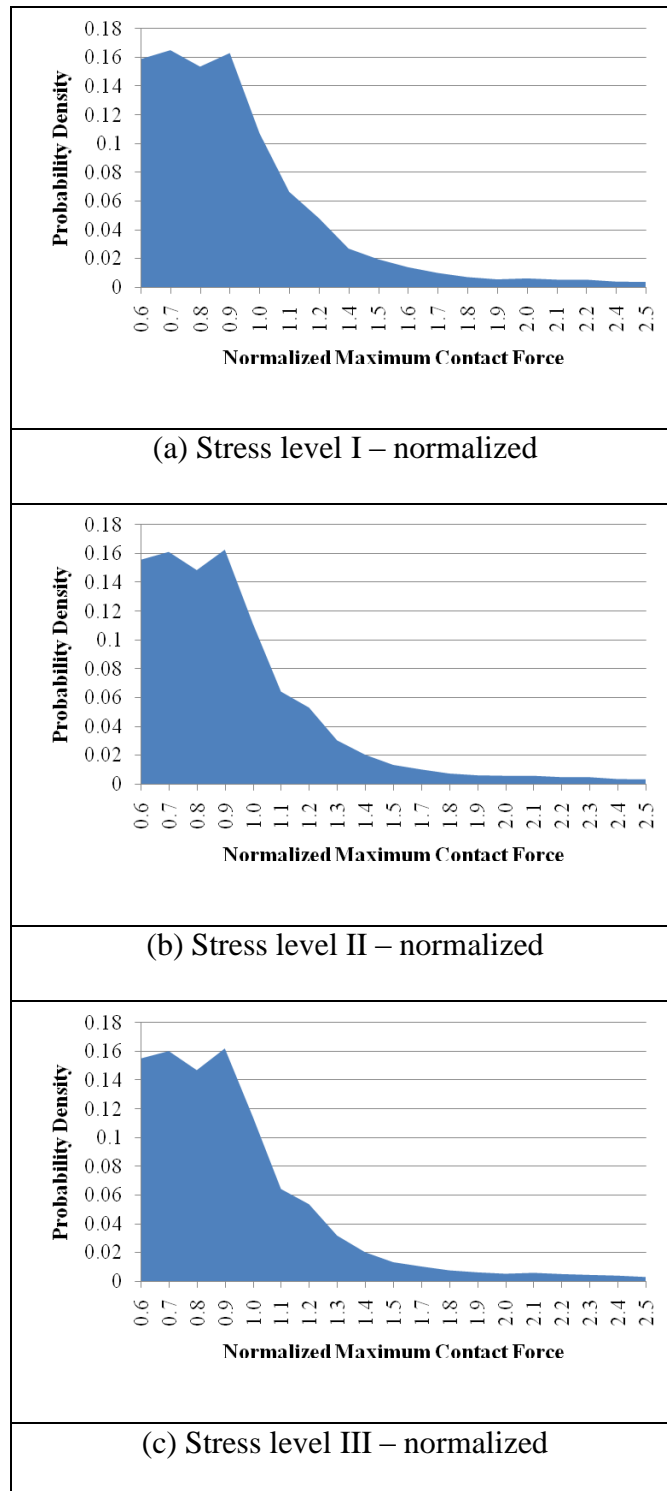 0.18
0.16
0.14
0.12
0.1
0.08
0.06
0.04
0.02
0
Probability Density
0.6 0.7 0.8 0.9 1.0 1.1 1.2 1.4 1.5 1.6 1.7 1.8 1.9 2.0 2.1 2.2 2.4 2.5
Normalized Maximum Contact Force
(a) Stress level I – normalized
0.18
0.16
0.14
0.12
0.1
0.08
0.06
0.04
0.02
0
Probability Density
0.6 0.7 0.8 0.9 1.0 1.1 1.2 1.3 1.4 1.5 1.7 1.8 1.9 2.0 2.1 2.2 2.3 2.4 2.5
Normalized Maximum Contact Force
(b) Stress level II – normalized
0.18
0.16
0.14
0.12
0.1
0.08
0.06
0.04
0.02
0
Probability Density
0.6 0.7 0.8 0.9 1.0 1.1 1.2 1.3 1.4 1.5 1.7 1.8 1.9 2.0 2.1 2.2 2.3 2.4 2.5
Normalized Maximum Contact Force
(c) Stress level III – normalized